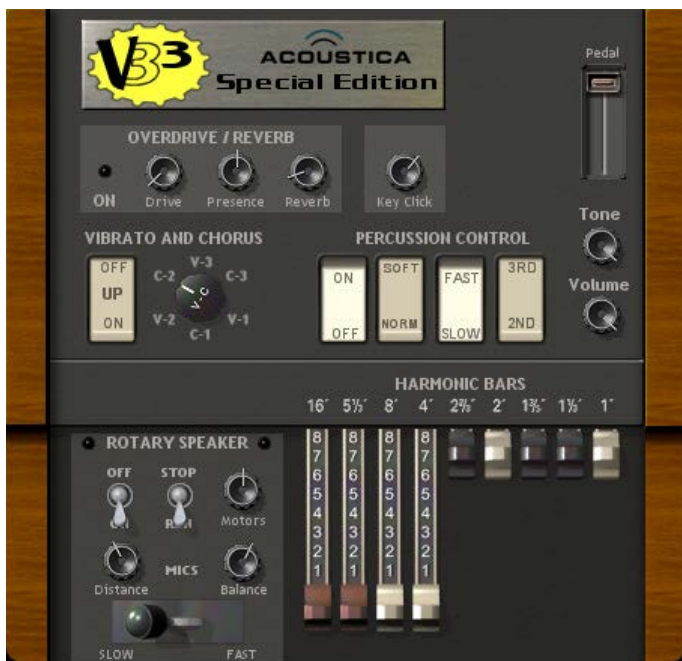 VB3
ACOUSTICA
Special Edition
Pedal
OVERDRIVE / REVERB
ON
Drive
Presence
Reverb
Key Click
Tone
VIBRATO AND CHORUS
PERCUSSION CONTROL
OFF
UP
ON
V-3
C-2
C-3
V-C
V-2
V-1
C-1
ON
OFF
SOFT
NORM
FAST
SLOW
3RD
2ND
Volume
HARMONIC BARS
16' 5⅓' 8' 4' 2⅔' 2' 1⅗' 1⅓' 1'
ROTARY SPEAKER
OFF
STOP
Motors
MICS
Distance
Balance
SLOW
FAST
8 8 8 8
7 7 7 7
6 6 6 6
5 5 5 5
4 4 4 4
3 3 3 3
2 2 2 2
1 1 1 1